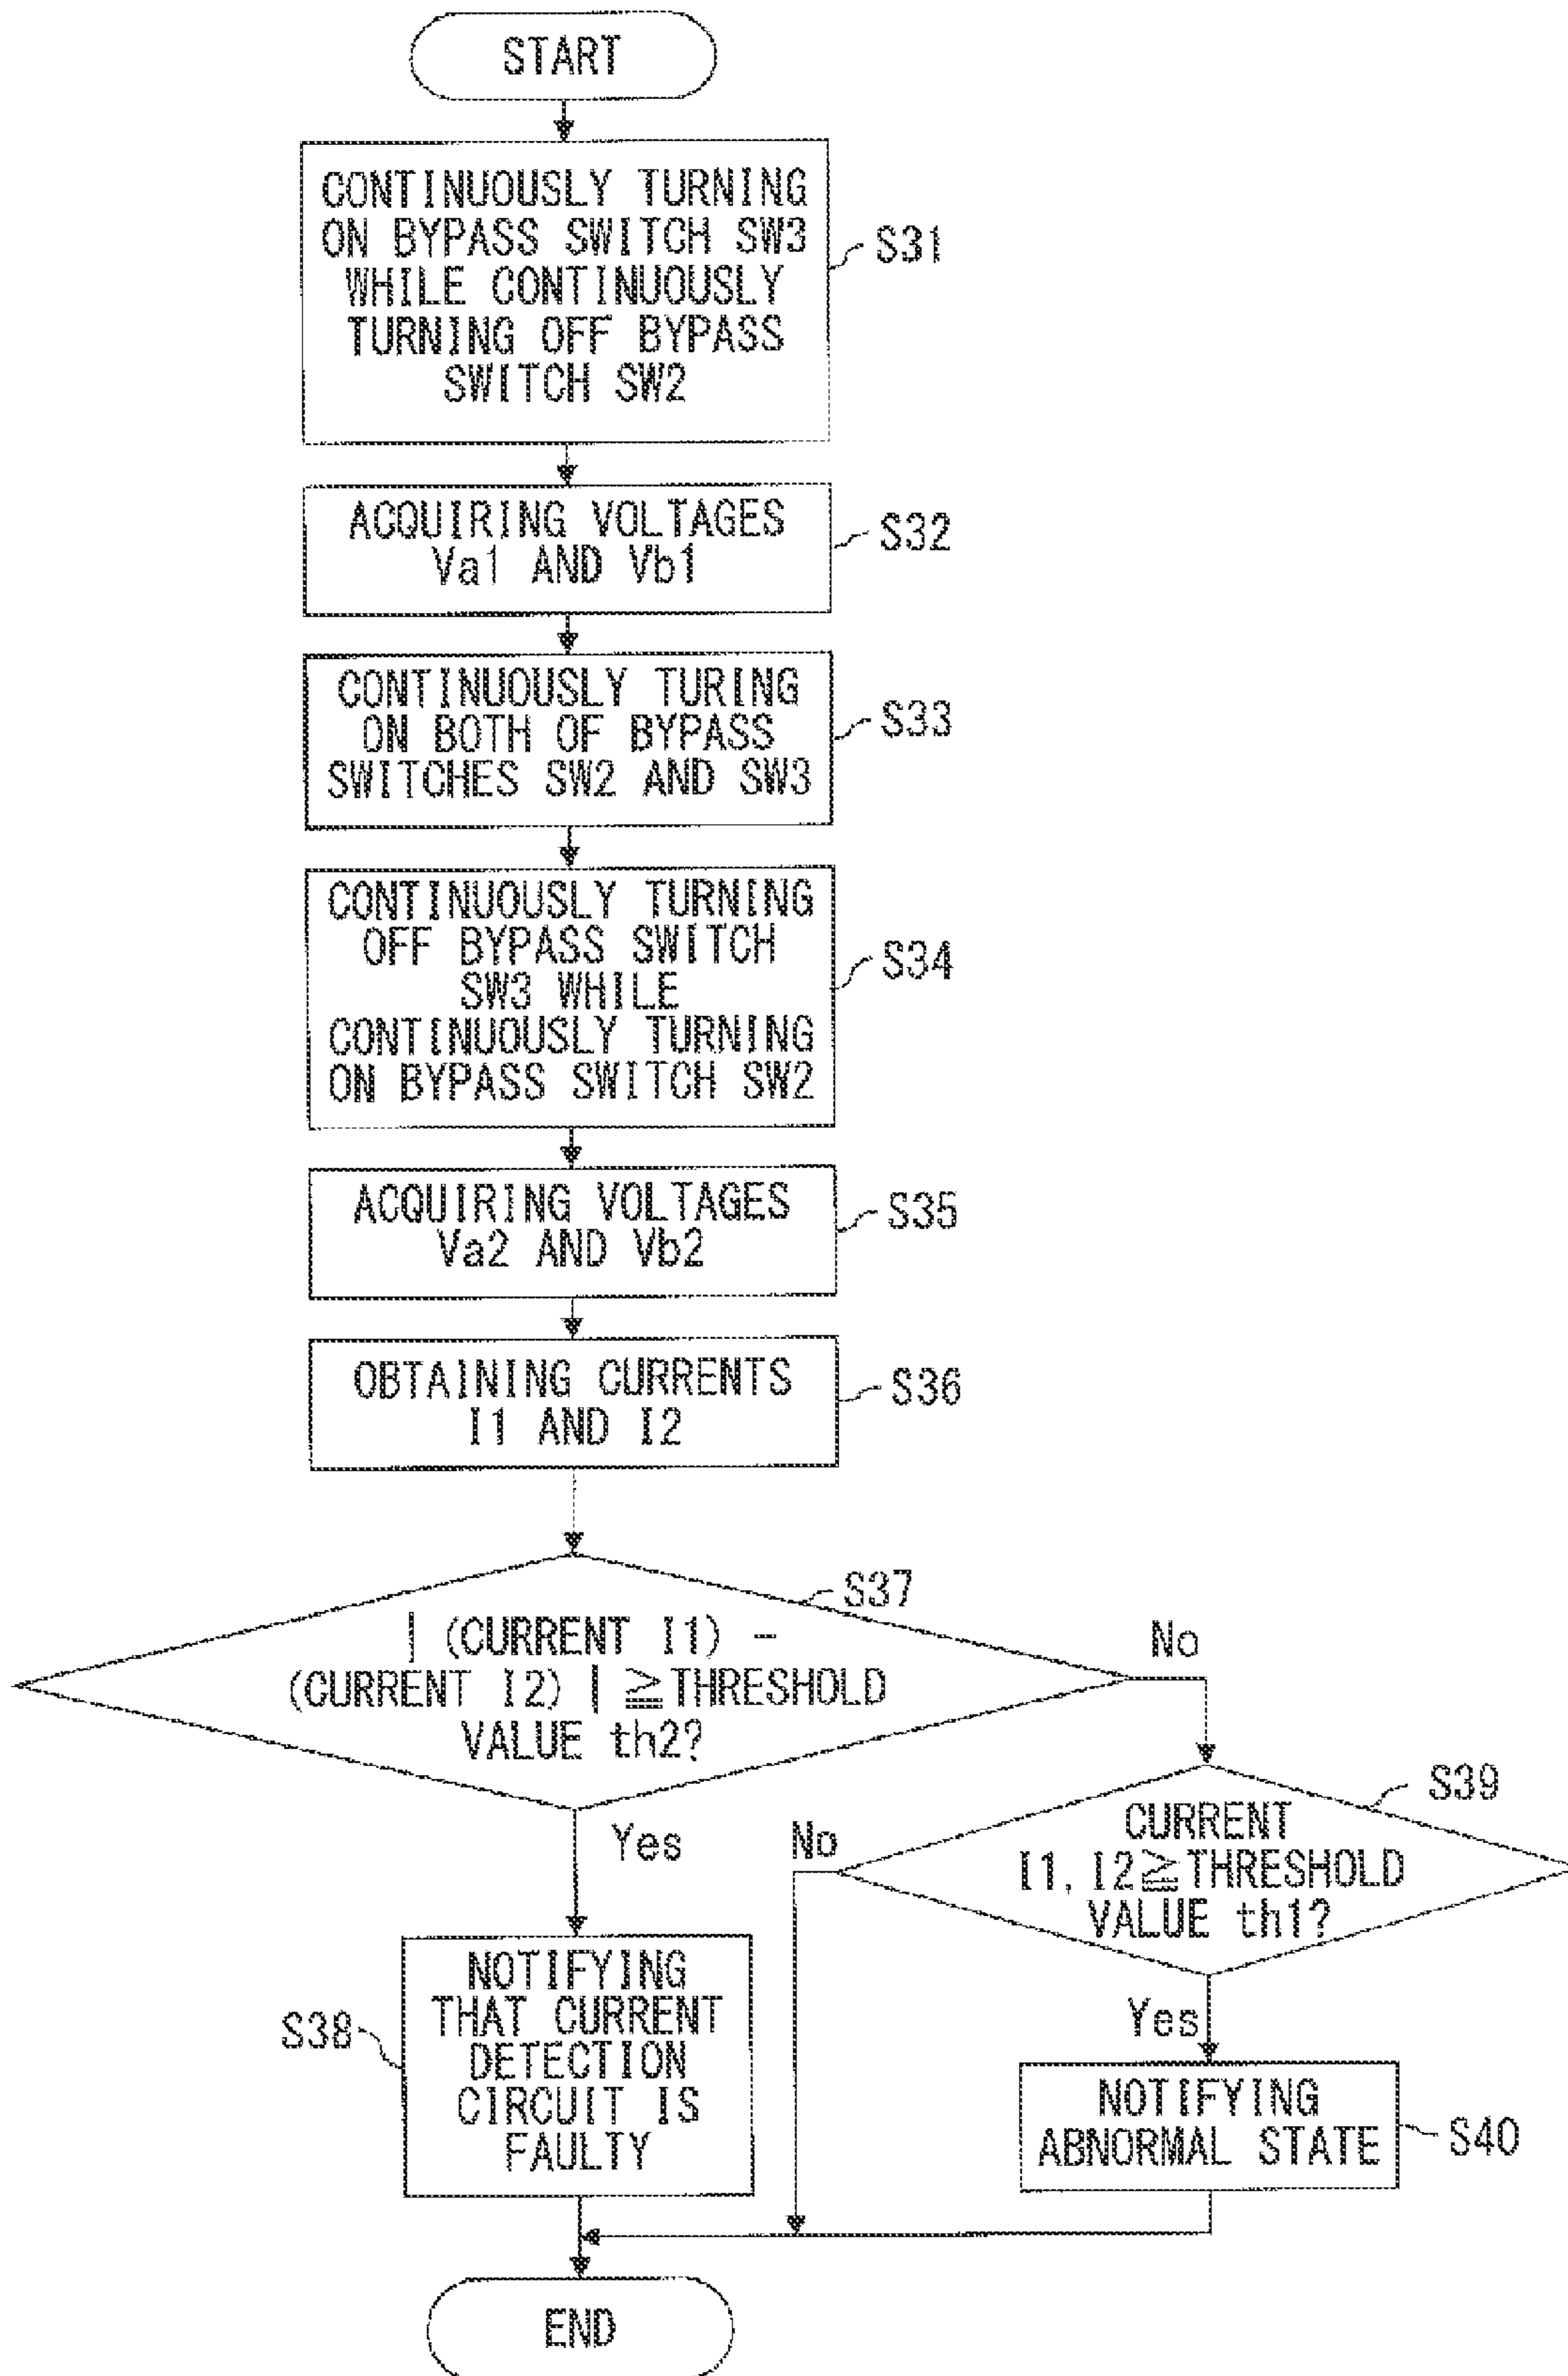 START
CONTINUOUSLY TURNING
ON BYPASS SWITCH SW3
WHILE CONTINUOUSLY
TURNING OFF BYPASS
SWITCH SW2
S31
ACQUIRING VOLTAGES
Va1 AND Vb1
S32
CONTINUOUSLY TURING
ON BOTH OF BYPASS
SWITCHES SW2 AND SW3
S33
CONTINUOUSLY TURNING
OFF BYPASS SWITCH
SW3 WHILE
CONTINUOUSLY TURNING
ON BYPASS SWITCH SW2
S34
ACQUIRING VOLTAGES
Va2 AND Vb2
S35
OBTAINING CURRENTS
I1 AND I2
S36
S37
| (CURRENT I1) -
(CURRENT I2) | ≧THRESHOLD
VALUE th2?
No
Yes
S39
CURRENT
I1, I2≧THRESHOLD
VALUE th1?
No
Yes
S38
NOTIFYING
THAT CURRENT
DETECTION
CIRCUIT IS
FAULTY
NOTIFYING
ABNORMAL STATE
S40
END